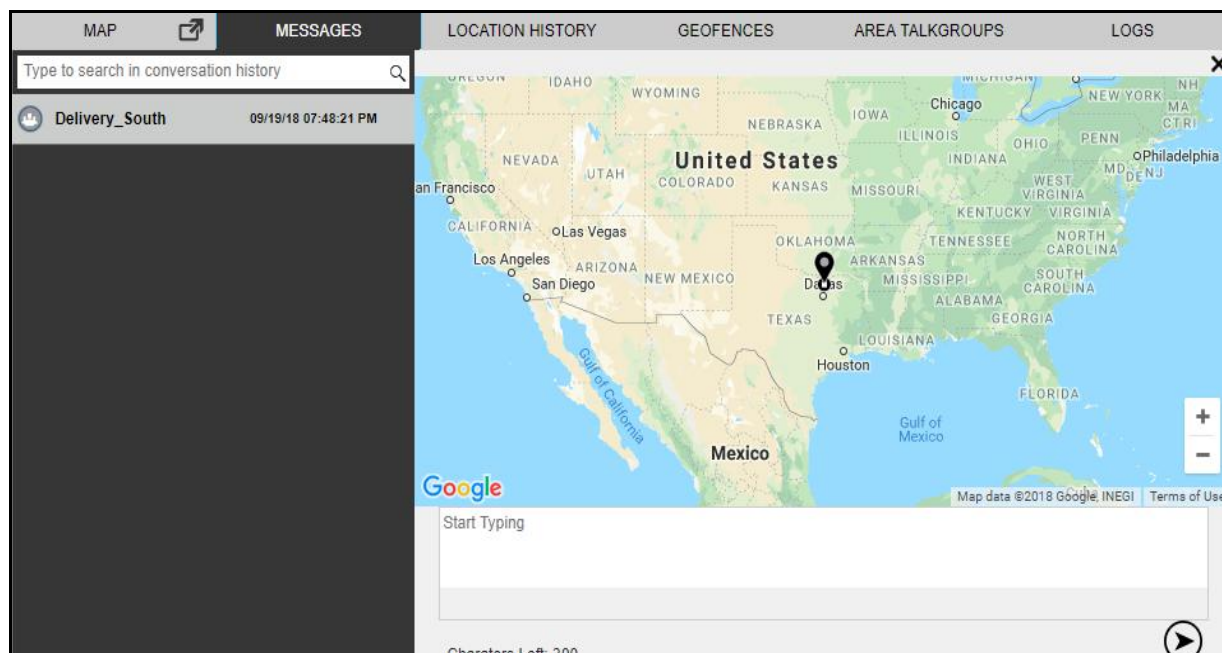 MAP
MESSAGES
LOCATION HISTORY
GEOFENCES
AREA TALKGROUPS
LOGS
Type to search in conversation history
Delivery_South
09/19/18 07:48:21 PM
OREGON
IDAHO
WYOMING
MICHIGAN
NH
NEW YORK
MA
CT RI
Chicago
IOWA
NEBRASKA
ILLINOIS
OHIO
PENN
INDIANA
Philadelphia
NEVADA
UTAH
United States
COLORADO
KANSAS
MISSOURI
WEST
VIRGINIA
MD
DE NJ
an Francisco
KENTUCKY
VIRGINIA
CALIFORNIA
Las Vegas
OKLAHOMA
TENNESSEE
NORTH
CAROLINA
Los Angeles
ARIZONA
NEW MEXICO
ARKANSAS
San Diego
Dallas
MISSISSIPPI
SOUTH
CAROLINA
ALABAMA
TEXAS
GEORGIA
LOUISIANA
Houston
Gulf of California
FLORIDA
Gulf of
Mexico
Mexico
+
−
Google
Map data ©2018 Google, INEGI
Terms of Use
Start Typing
Charaters Left: 200